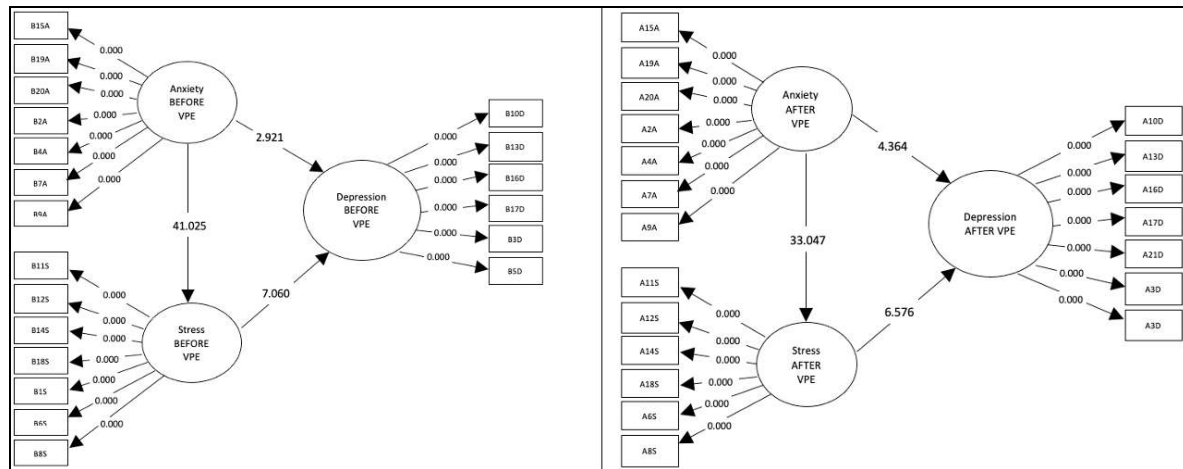 B15A
0.000
B19A
0.000
B20A
0.000
B2A
0.000
B4A
0.000
B7A
0.000
B9A
0.000
Anxiety
BEFORE
VPE
2.921
41.025
B11S
0.000
B12S
0.000
B14S
0.000
B18S
0.000
B1S
0.000
B6S
0.000
B8S
0.000
Stress
BEFORE
VPE
7.060
Depression
BEFORE
VPE
0.000
B10D
0.000
B13D
0.000
B16D
0.000
B17D
0.000
B3D
0.000
B5D
A15A
0.000
A19A
0.000
A20A
0.000
A2A
0.000
A4A
0.000
A7A
0.000
A9A
0.000
Anxiety
AFTER
VPE
4.364
33.047
A11S
0.000
A12S
0.000
A14S
0.000
A18S
0.000
A6S
0.000
A8S
0.000
Stress
AFTER
VPE
6.576
Depression
AFTER VPE
0.000
A10D
0.000
A13D
0.000
A16D
0.000
A17D
0.000
A21D
0.000
A3D
0.000
A3D